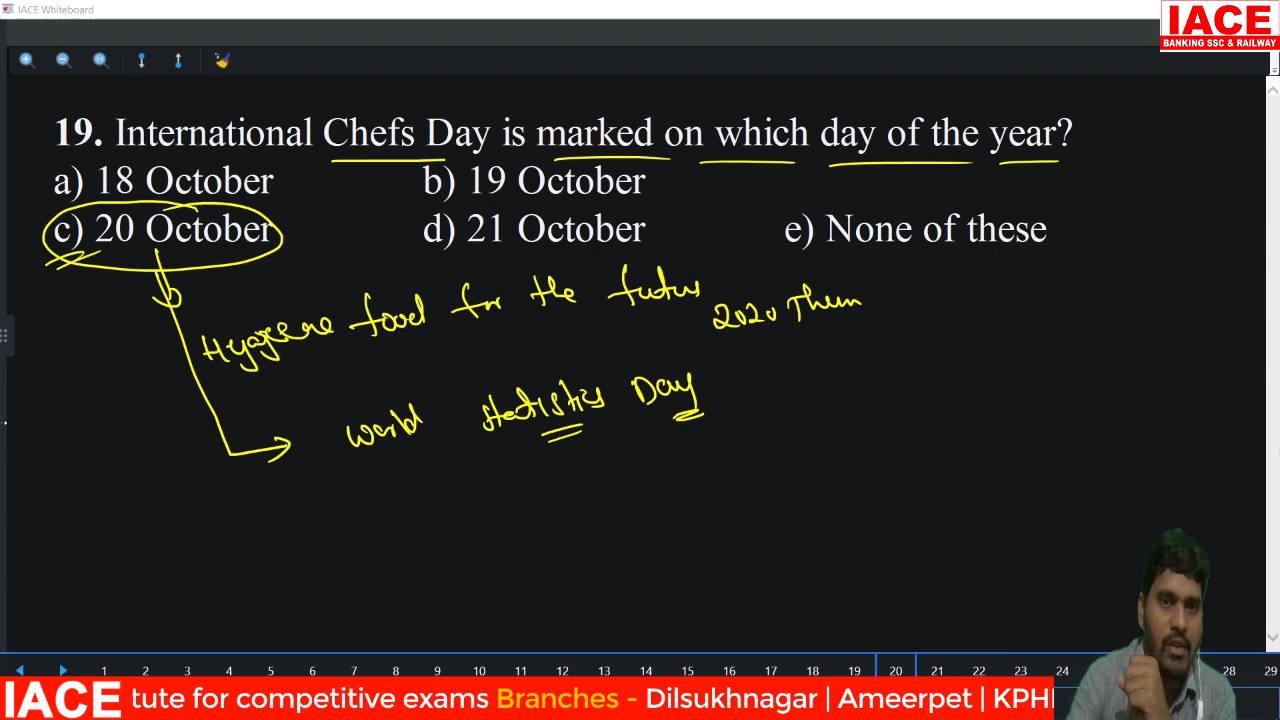 IACE Whiteboard
IACE
BANKING SSC & RAILWAY
19. International Chefs Day is marked on which day of the year?
a) 18 October b) 19 October
c) 20 October d) 21 October e) None of these
food for the
2020
World Statistics Day
1 2 3 4 5 6 7 8 9 10 11 12 13 14 15 16 17 18 19 20 21 22 23 24 28 29
IACE tute for competitive exams Branches - Dilsukhnagar | Ameerpet | KPH